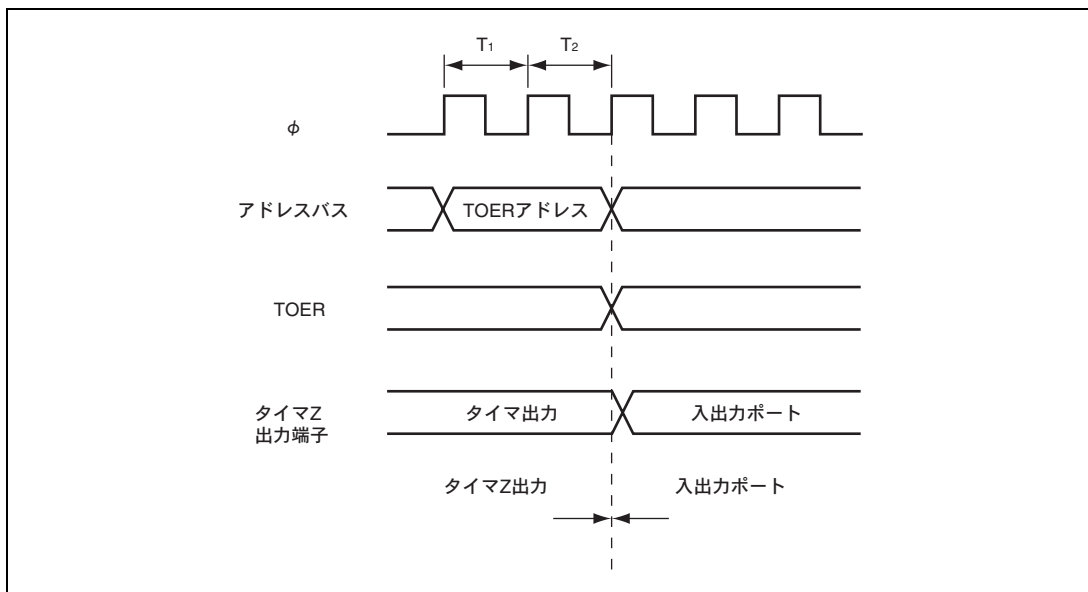 T1 T2
φ
アドレスバス TOERアドレス
TOER
タイマZ
出力端子
タイマ出力 入出力ポート
タイマZ出力 入出力ポート